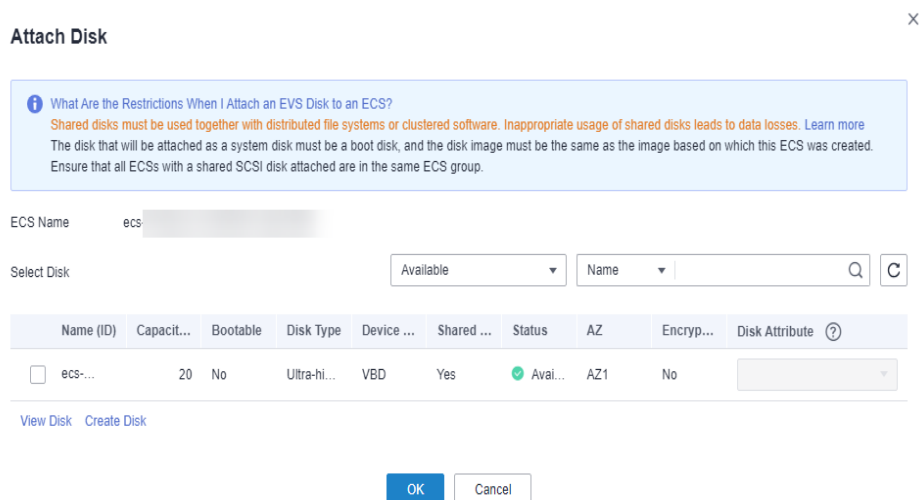 X
Attach Disk
What Are the Restrictions When I Attach an EVS Disk to an ECS?
Shared disks must be used together with distributed file systems or clustered software. Inappropriate usage of shared disks leads to data losses. Learn more
The disk that will be attached as a system disk must be a boot disk, and the disk image must be the same as the image based on which this ECS was created.
Ensure that all ECSs with a shared SCSI disk attached are in the same ECS group.
ECS Name ecs-
Select Disk Available Name
Name (ID) Capacit... Bootable Disk Type Device ... Shared ... Status AZ Encryp... Disk Attribute ?
ecs-... 20 No Ultra-hi... VBD Yes Avai... AZ1 No
View Disk Create Disk
OK Cancel